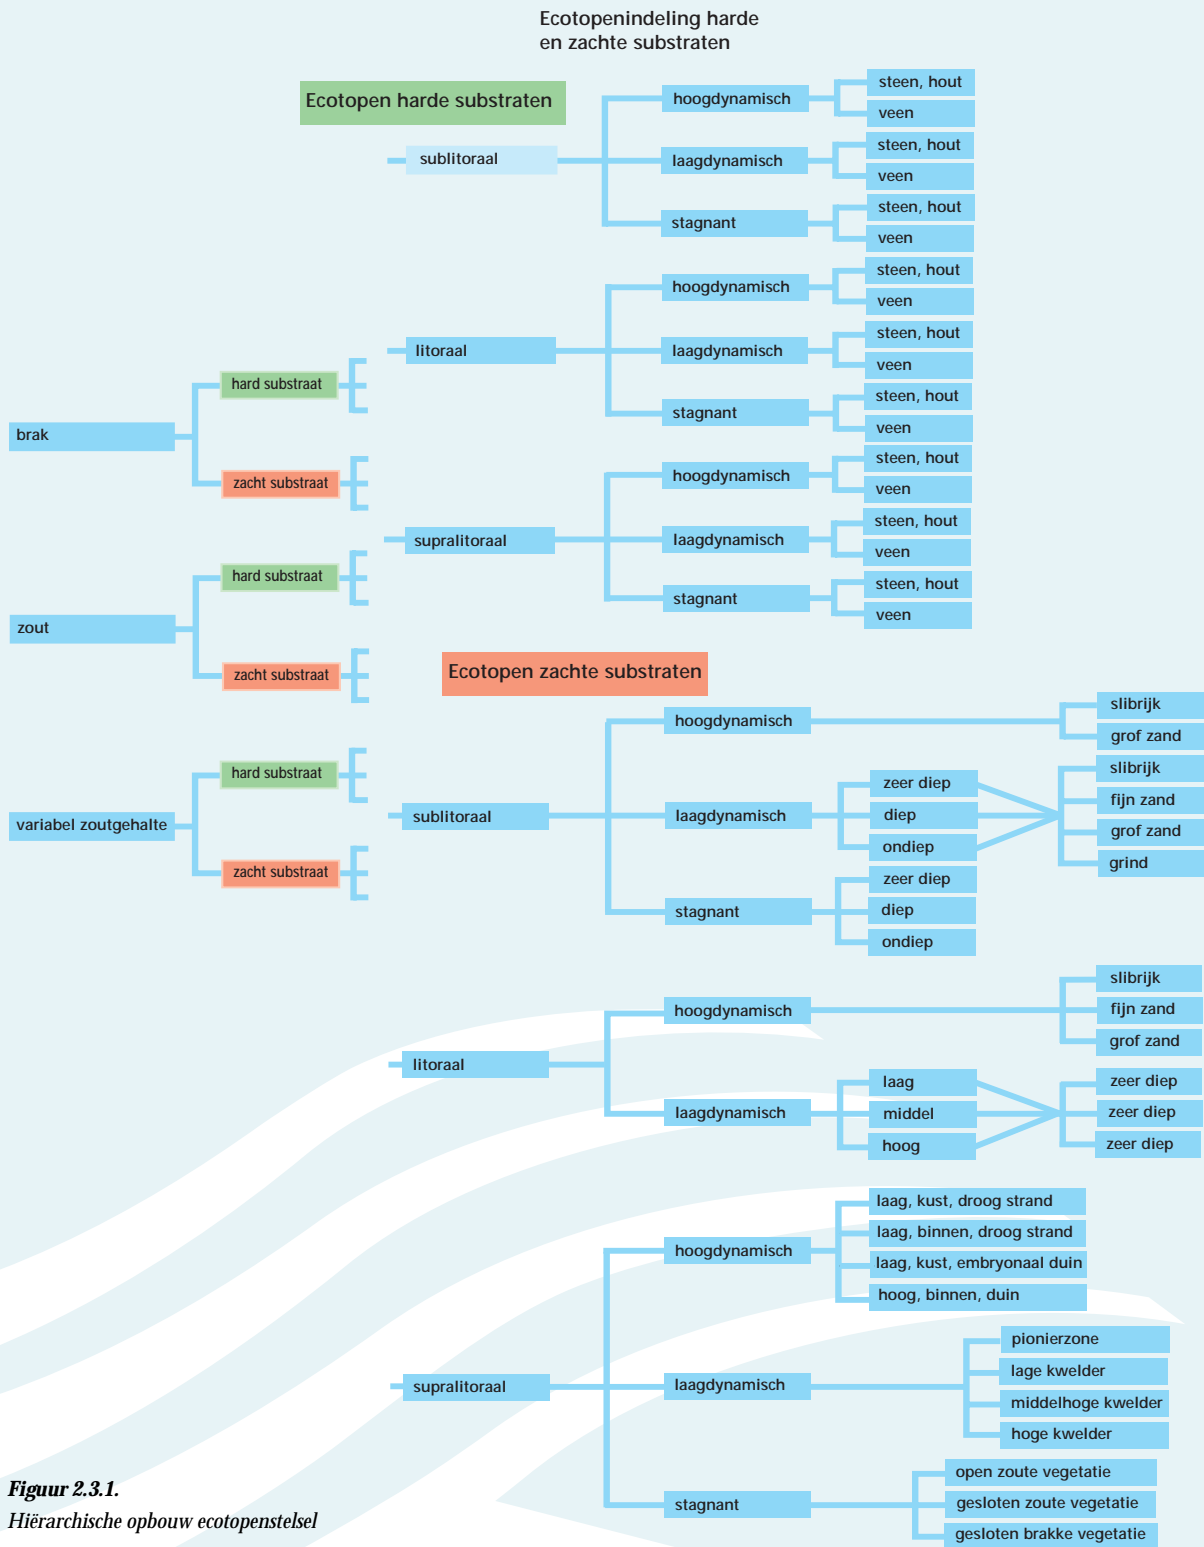 Ecotopenindeling harde
en zachte substraten
Ecotopen harde substraten
sublitoraal
hoogdynamisch
steen, hout
veen
laagdynamisch
steen, hout
veen
stagnant
steen, hout
veen
litoraal
hoogdynamisch
steen, hout
veen
laagdynamisch
steen, hout
veen
stagnant
steen, hout
veen
supralitoraal
hoogdynamisch
steen, hout
veen
laagdynamisch
steen, hout
veen
stagnant
steen, hout
veen
brak
hard substraat
zacht substraat
zout
hard substraat
zacht substraat
variabel zoutgehalte
hard substraat
zacht substraat
Ecotopen zachte substraten
sublitoraal
hoogdynamisch
slibrijk
grof zand
laagdynamisch
zeer diep
diep
ondiep
slibrijk
fijn zand
grof zand
grind
stagnant
zeer diep
diep
ondiep
litoraal
hoogdynamisch
slibrijk
fijn zand
grof zand
laagdynamisch
laag
middel
hoog
zeer diep
zeer diep
zeer diep
supralitoraal
hoogdynamisch
laag, kust, droog strand
laag, binnen, droog strand
laag, kust, embryonaal duin
hoog, binnen, duin
laagdynamisch
pionierzone
lage kwelder
middelhoge kwelder
hoge kwelder
stagnant
open zoute vegetatie
gesloten zoute vegetatie
gesloten brakke vegetatie
Figuur 2.3.1.
Hiërarchische opbouw ecotopenstelsel